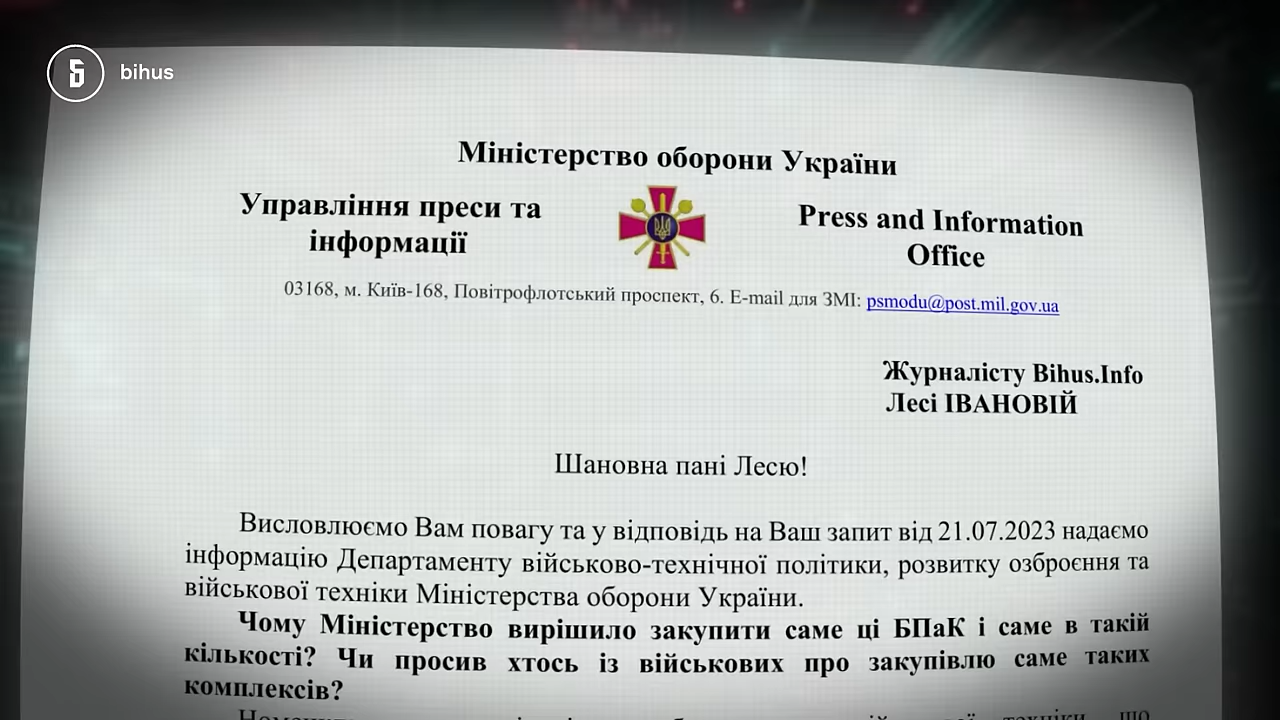 bihus
Міністерство оборони України
Управління преси та
інформації
Press and Information
Office
03168, м. Київ-168, Повітрофлотський проспект, 6. E-mail для ЗМІ: psmodu@post.mil.gov.ua
Журналісту Bihus.Info
Лесі ІВАНОВІЙ
Шановна пані Лесю!
Висловлюємо Вам повагу та у відповідь на Ваш запит від 21.07.2023 надаємо
інформацію Департаменту військово-технічної політики, розвитку озброєння та
військової техніки Міністерства оборони України.
Чому Міністерство вирішило закупити саме ці БПаК і саме в такій
кількості? Чи просив хтось із військових про закупівлю саме таких
комплексів?